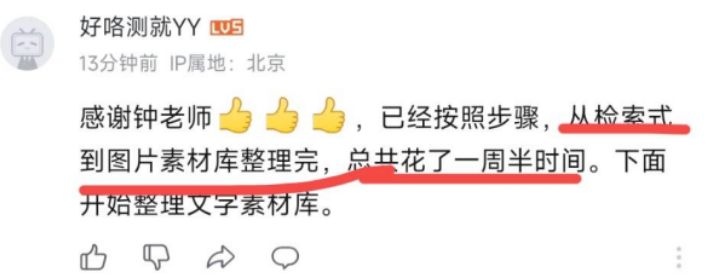 好咯测就YY LV5
13分钟前 IP属地：北京
感谢钟老师👍👍👍，已经按照步骤，从检索式
到图片素材库整理完，总共花了一周半时间。下面
开始整理文字素材库。